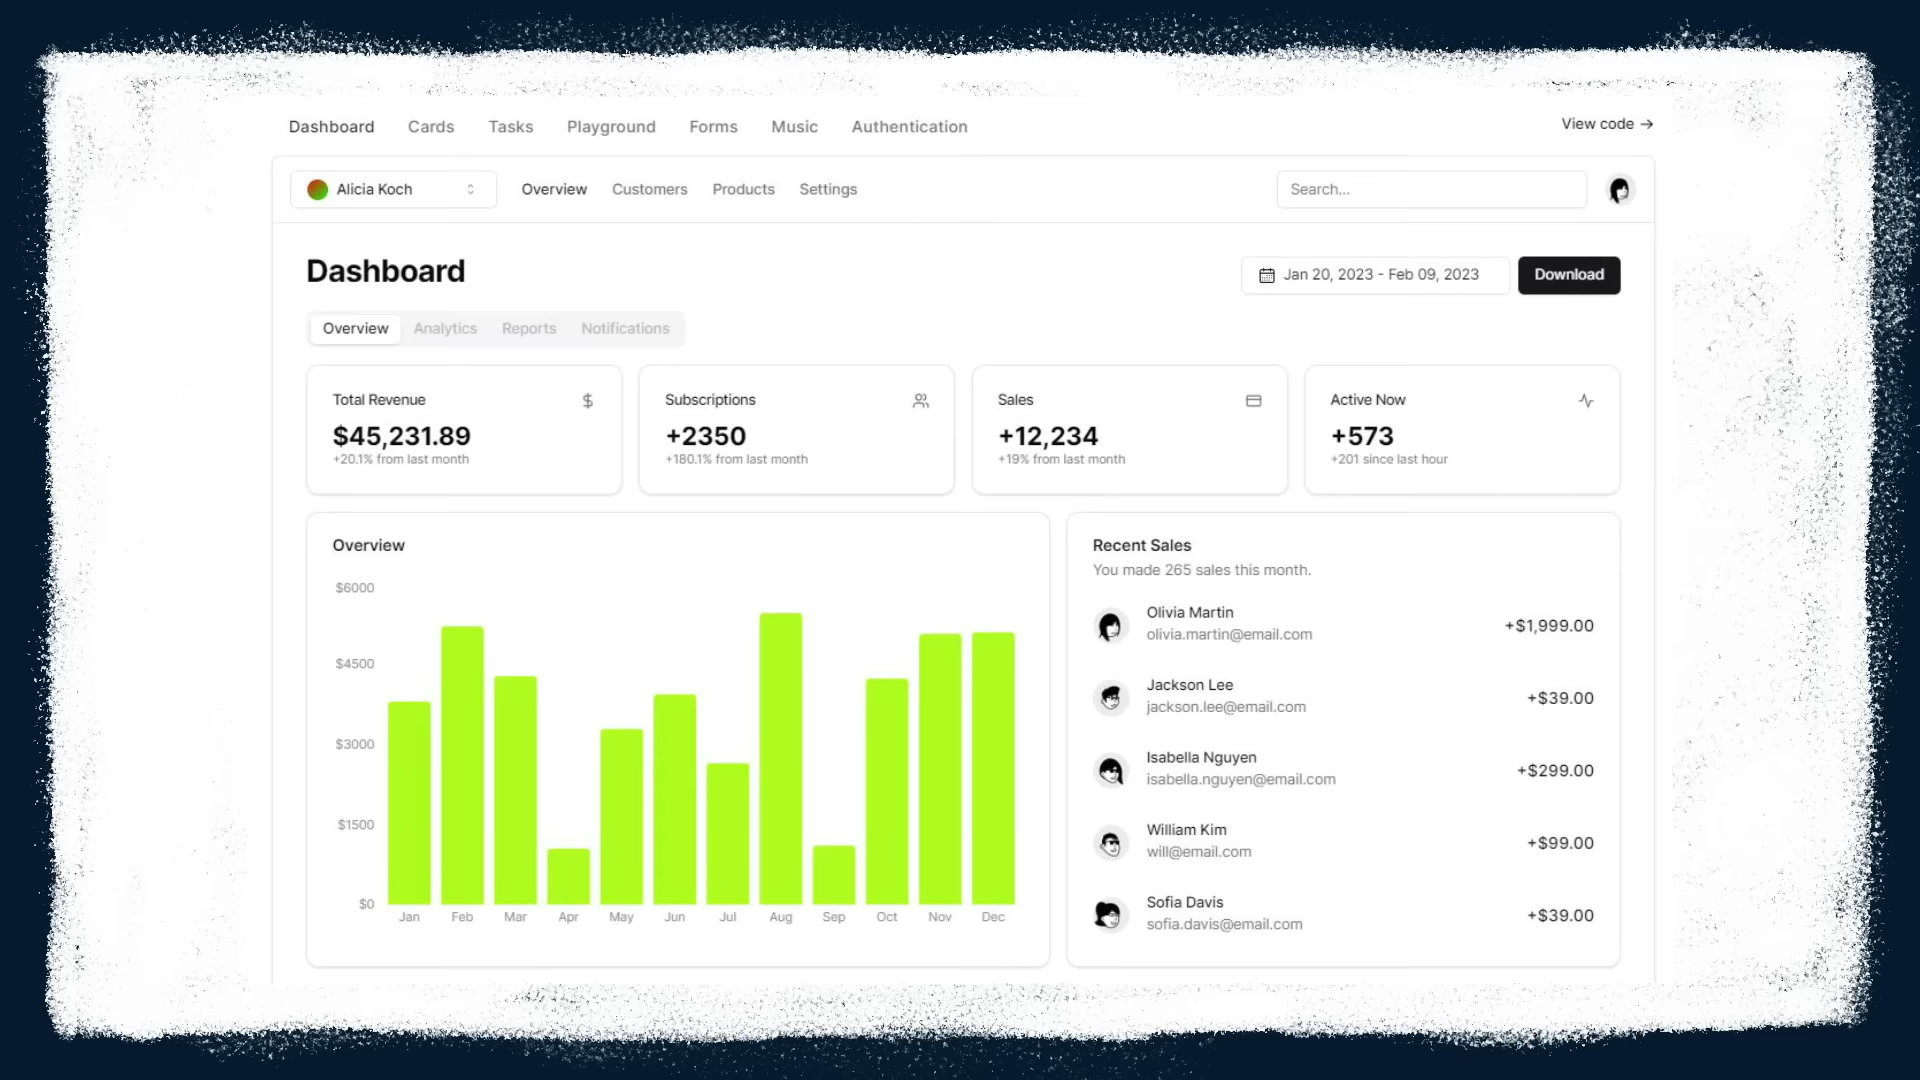 Dashboard Cards Tasks Playground Forms Music Authentication View code →
Alicia Koch Overview Customers Products Settings Search...
Dashboard Jan 20, 2023 - Feb 09, 2023 Download
Overview Analytics Reports Notifications
Total Revenue $
$45,231.89
+20.1% from last month
Subscriptions
+2350
+180.1% from last month
Sales
+12,234
+19% from last month
Active Now
+573
+201 since last hour
Overview
$6000
$4500
$3000
$1500
$0
Jan Feb Mar Apr May Jun Jul Aug Sep Oct Nov Dec
Recent Sales
You made 265 sales this month.
Olivia Martin
olivia.martin@email.com
+$1,999.00
Jackson Lee
jackson.lee@email.com
+$39.00
Isabella Nguyen
isabella.nguyen@email.com
+$299.00
William Kim
will@email.com
+$99.00
Sofia Davis
sofia.davis@email.com
+$39.00